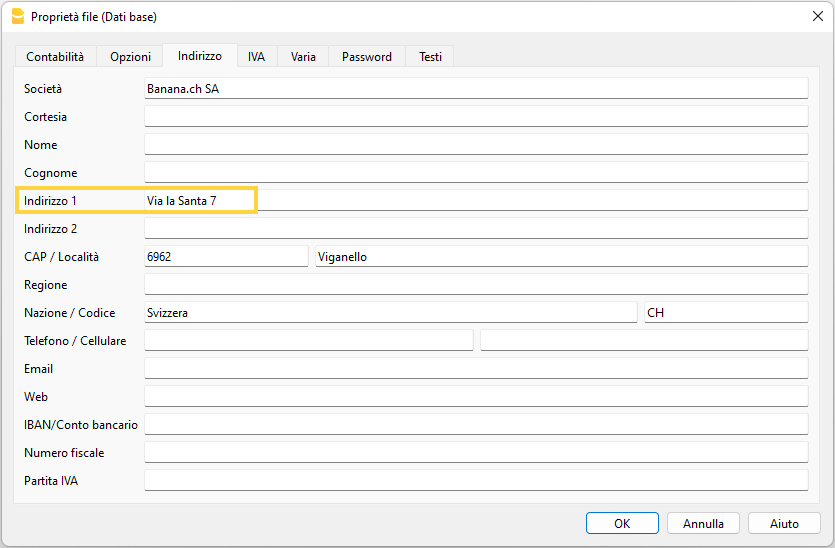 Proprietà file (Dati base)
Contabilità Opzioni Indirizzo IVA Varia Password Testi
Società Banana.ch SA
Cortesia
Nome
Cognome
Indirizzo 1 Via la Santa 7
Indirizzo 2
CAP / Località 6962 Viganello
Regione
Nazione / Codice Svizzera CH
Telefono / Cellulare
Email
Web
IBAN/Conto bancario
Numero fiscale
Partita IVA
OK Annulla Aiuto